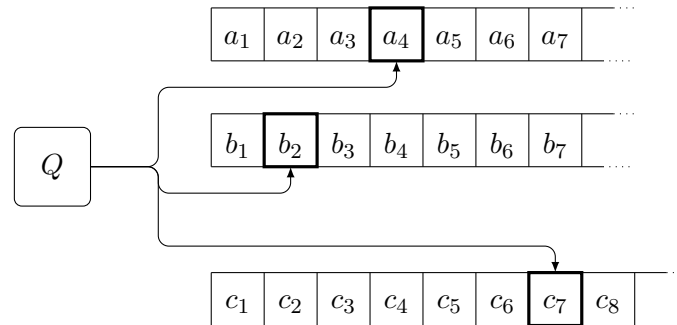 a₁ a₂ a₃ a₄ a₅ a₆ a₇
b₁ b₂ b₃ b₄ b₅ b₆ b₇
Q
c₁ c₂ c₃ c₄ c₅ c₆ c₇ c₈